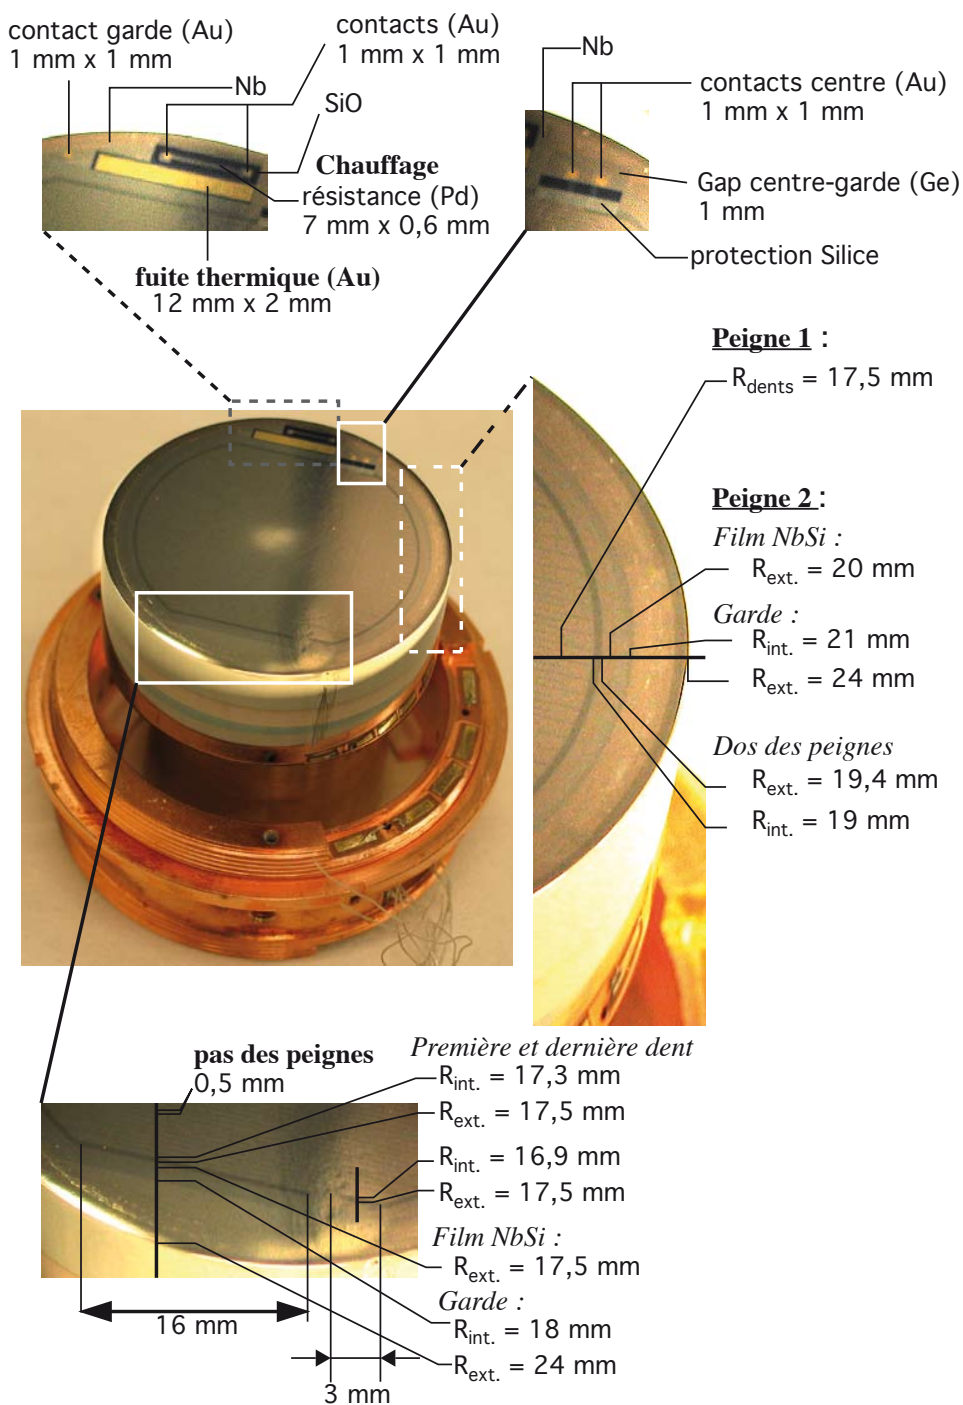 contact garde (Au)
1 mm x 1 mm
contacts (Au)
1 mm x 1 mm
Nb
SiO
Chauffage
résistance (Pd)
7 mm x 0,6 mm
fuite thermique (Au)
12 mm x 2 mm
Nb
contacts centre (Au)
1 mm x 1 mm
Gap centre-garde (Ge)
1 mm
protection Silice
Peigne 1 :
Rdents = 17,5 mm
Peigne 2 :
Film NbSi :
Rext. = 20 mm
Garde :
Rint. = 21 mm
Rext. = 24 mm
Dos des peignes
Rext. = 19,4 mm
Rint. = 19 mm
pas des peignes
0,5 mm
Première et dernière dent
Rint. = 17,3 mm
Rext. = 17,5 mm
Rint. = 16,9 mm
Rext. = 17,5 mm
Film NbSi :
Rext. = 17,5 mm
Garde :
Rint. = 18 mm
Rext. = 24 mm
16 mm
3 mm